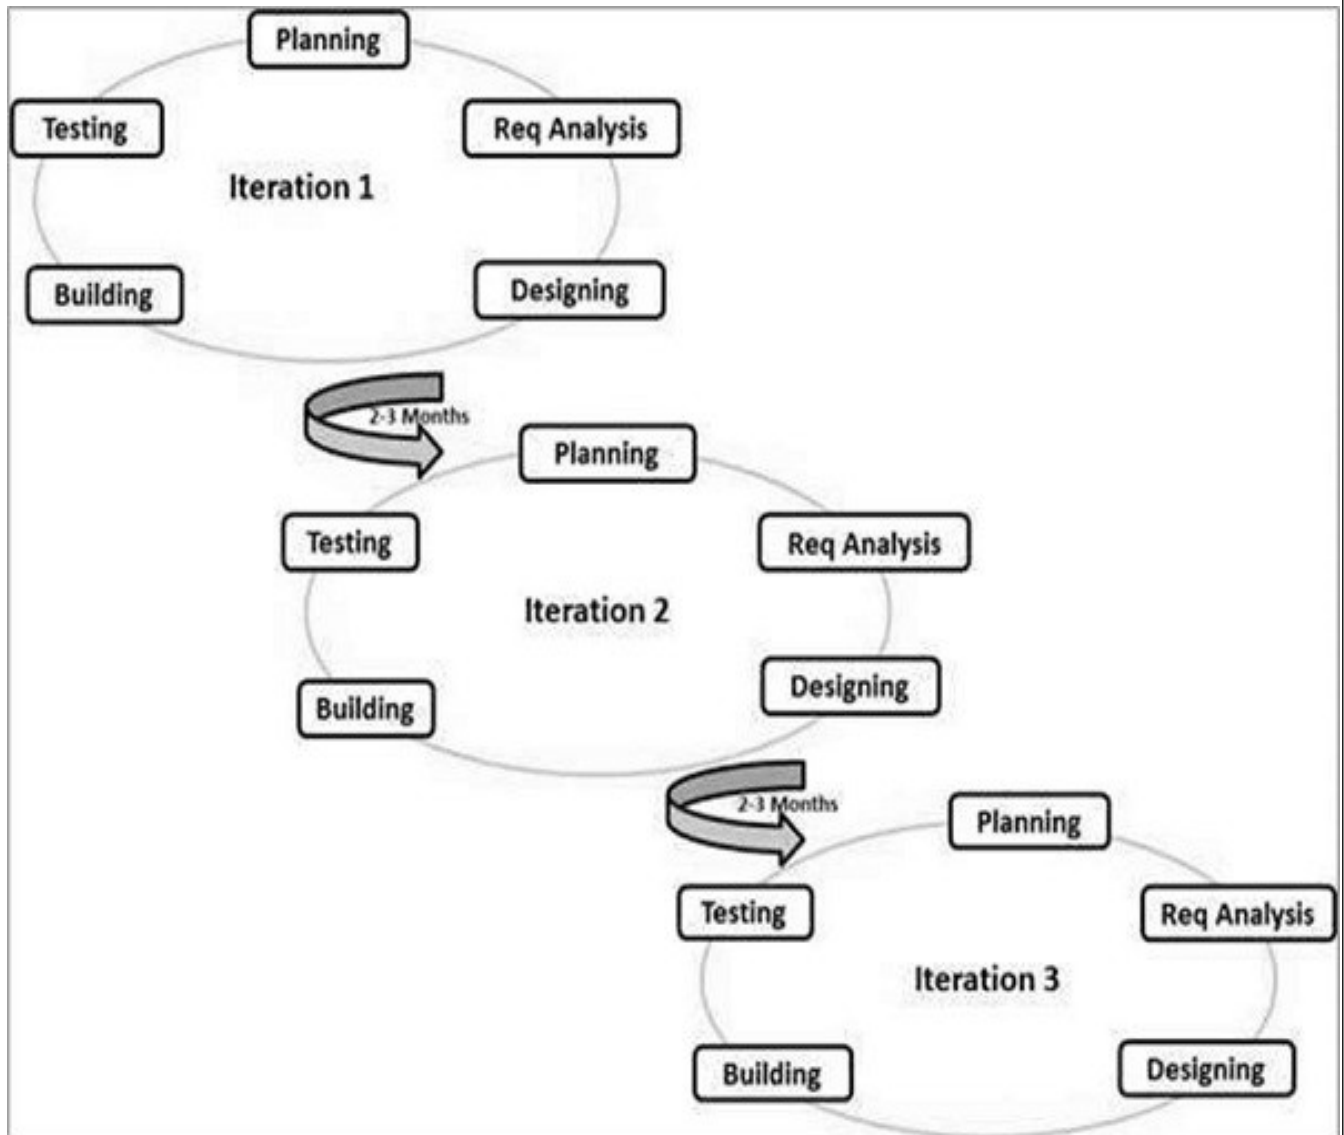 Planning
Testing
Req Analysis
Iteration 1
Building
Designing
2-3 Months
Planning
Testing
Req Analysis
Iteration 2
Building
Designing
2-3 Months
Planning
Testing
Req Analysis
Iteration 3
Building
Designing